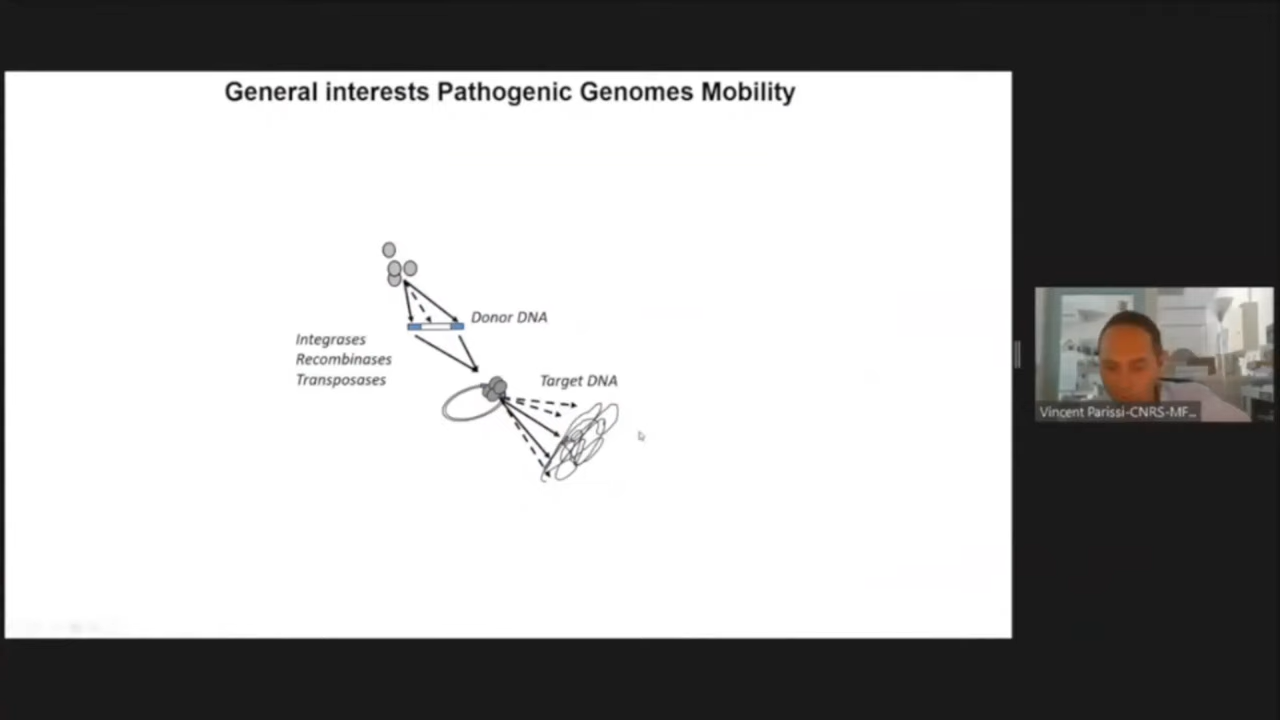 General interests Pathogenic Genomes Mobility
Donor DNA
Integrases
Recombinases
Transposases
Target DNA
Vincent Parissi-CNRS-MF...